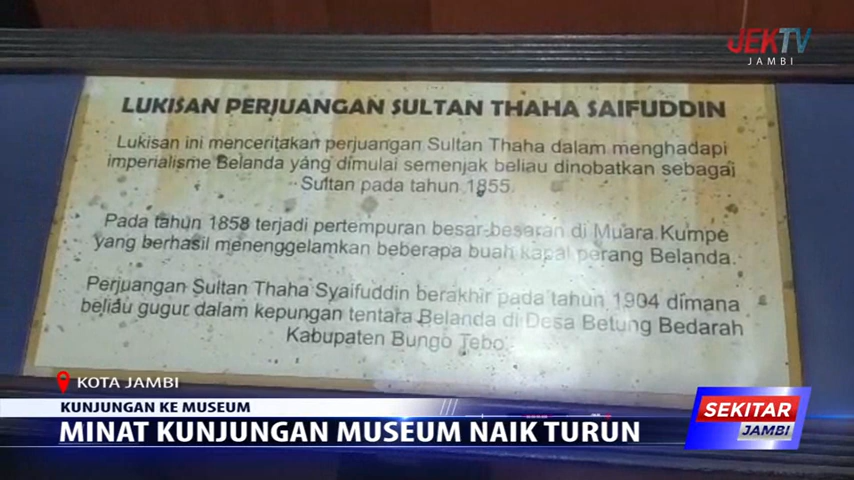 JEKTV
JAMBI
LUKISAN PERJUANGAN SULTAN THAHA SAIFUDDIN
Lukisan ini menceritakan perjuangan Sultan Thaha dalam menghadapi
imperialisme Belanda yang dimulai semenjak beliau dinobatkan sebagai
Sultan pada tahun 1855.
Pada tahun 1858 terjadi pertempuran besar-besaran di Muara Kumpe
yang berhasil menenggelamkan beberapa buah kapal perang Belanda.
Perjuangan Sultan Thaha Syaifuddin berakhir pada tahun 1904 dimana
beliau gugur dalam kepungan tentara Belanda di Desa Betung Bedarah
Kabupaten Bungo Tebo.
KOTA JAMBI
KUNJUNGAN KE MUSEUM
MINAT KUNJUNGAN MUSEUM NAIK TURUN
SEKITAR
JAMBI